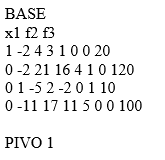 BASE
x1 f2 f3
1 -2 4 3 1 0 0 20
0 -2 21 16 4 1 0 120
0 1 -5 2 -2 0 1 10
0 -11 17 11 5 0 0 100
PIVO 1